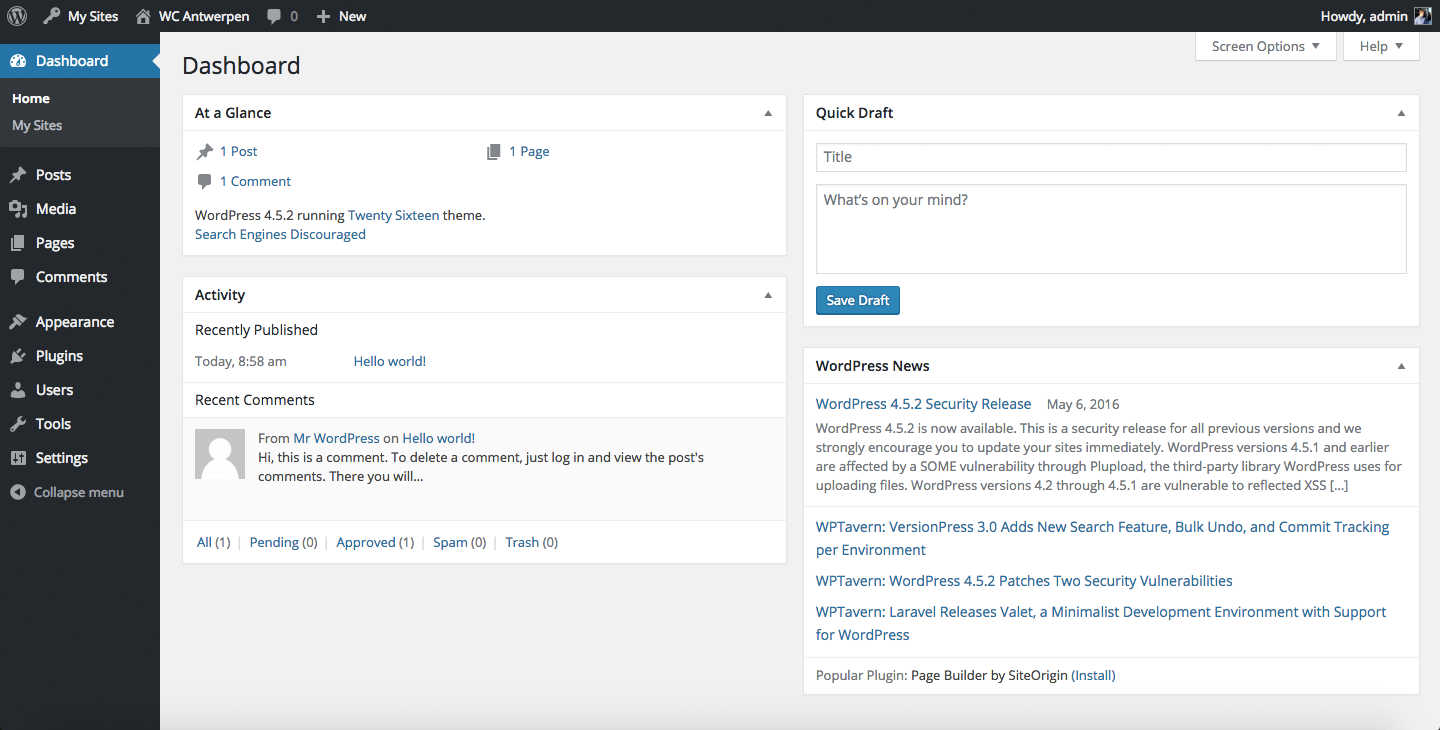 My Sites WC Antwerpen 0 New Howdy, admin
Dashboard
Home
My Sites
Posts
Media
Pages
Comments
Appearance
Plugins
Users
Tools
Settings
Collapse menu
Screen Options Help
Dashboard
At a Glance
1 Post 1 Page
1 Comment
WordPress 4.5.2 running Twenty Sixteen theme.
Search Engines Discouraged
Activity
Recently Published
Today, 8:58 am Hello world!
Recent Comments
From Mr WordPress on Hello world!
Hi, this is a comment. To delete a comment, just log in and view the post's
comments. There you will...
All (1) | Pending (0) | Approved (1) | Spam (0) | Trash (0)
Quick Draft
Title
What's on your mind?
Save Draft
WordPress News
WordPress 4.5.2 Security Release May 6, 2016
WordPress 4.5.2 is now available. This is a security release for all previous versions and we
strongly encourage you to update your sites immediately. WordPress versions 4.5.1 and earlier
are affected by a SOME vulnerability through Plupload, the third-party library WordPress uses for
uploading files. WordPress versions 4.2 through 4.5.1 are vulnerable to reflected XSS [...]
WPTavern: VersionPress 3.0 Adds New Search Feature, Bulk Undo, and Commit Tracking
per Environment
WPTavern: WordPress 4.5.2 Patches Two Security Vulnerabilities
WPTavern: Laravel Releases Valet, a Minimalist Development Environment with Support
for WordPress
Popular Plugin: Page Builder by SiteOrigin (Install)